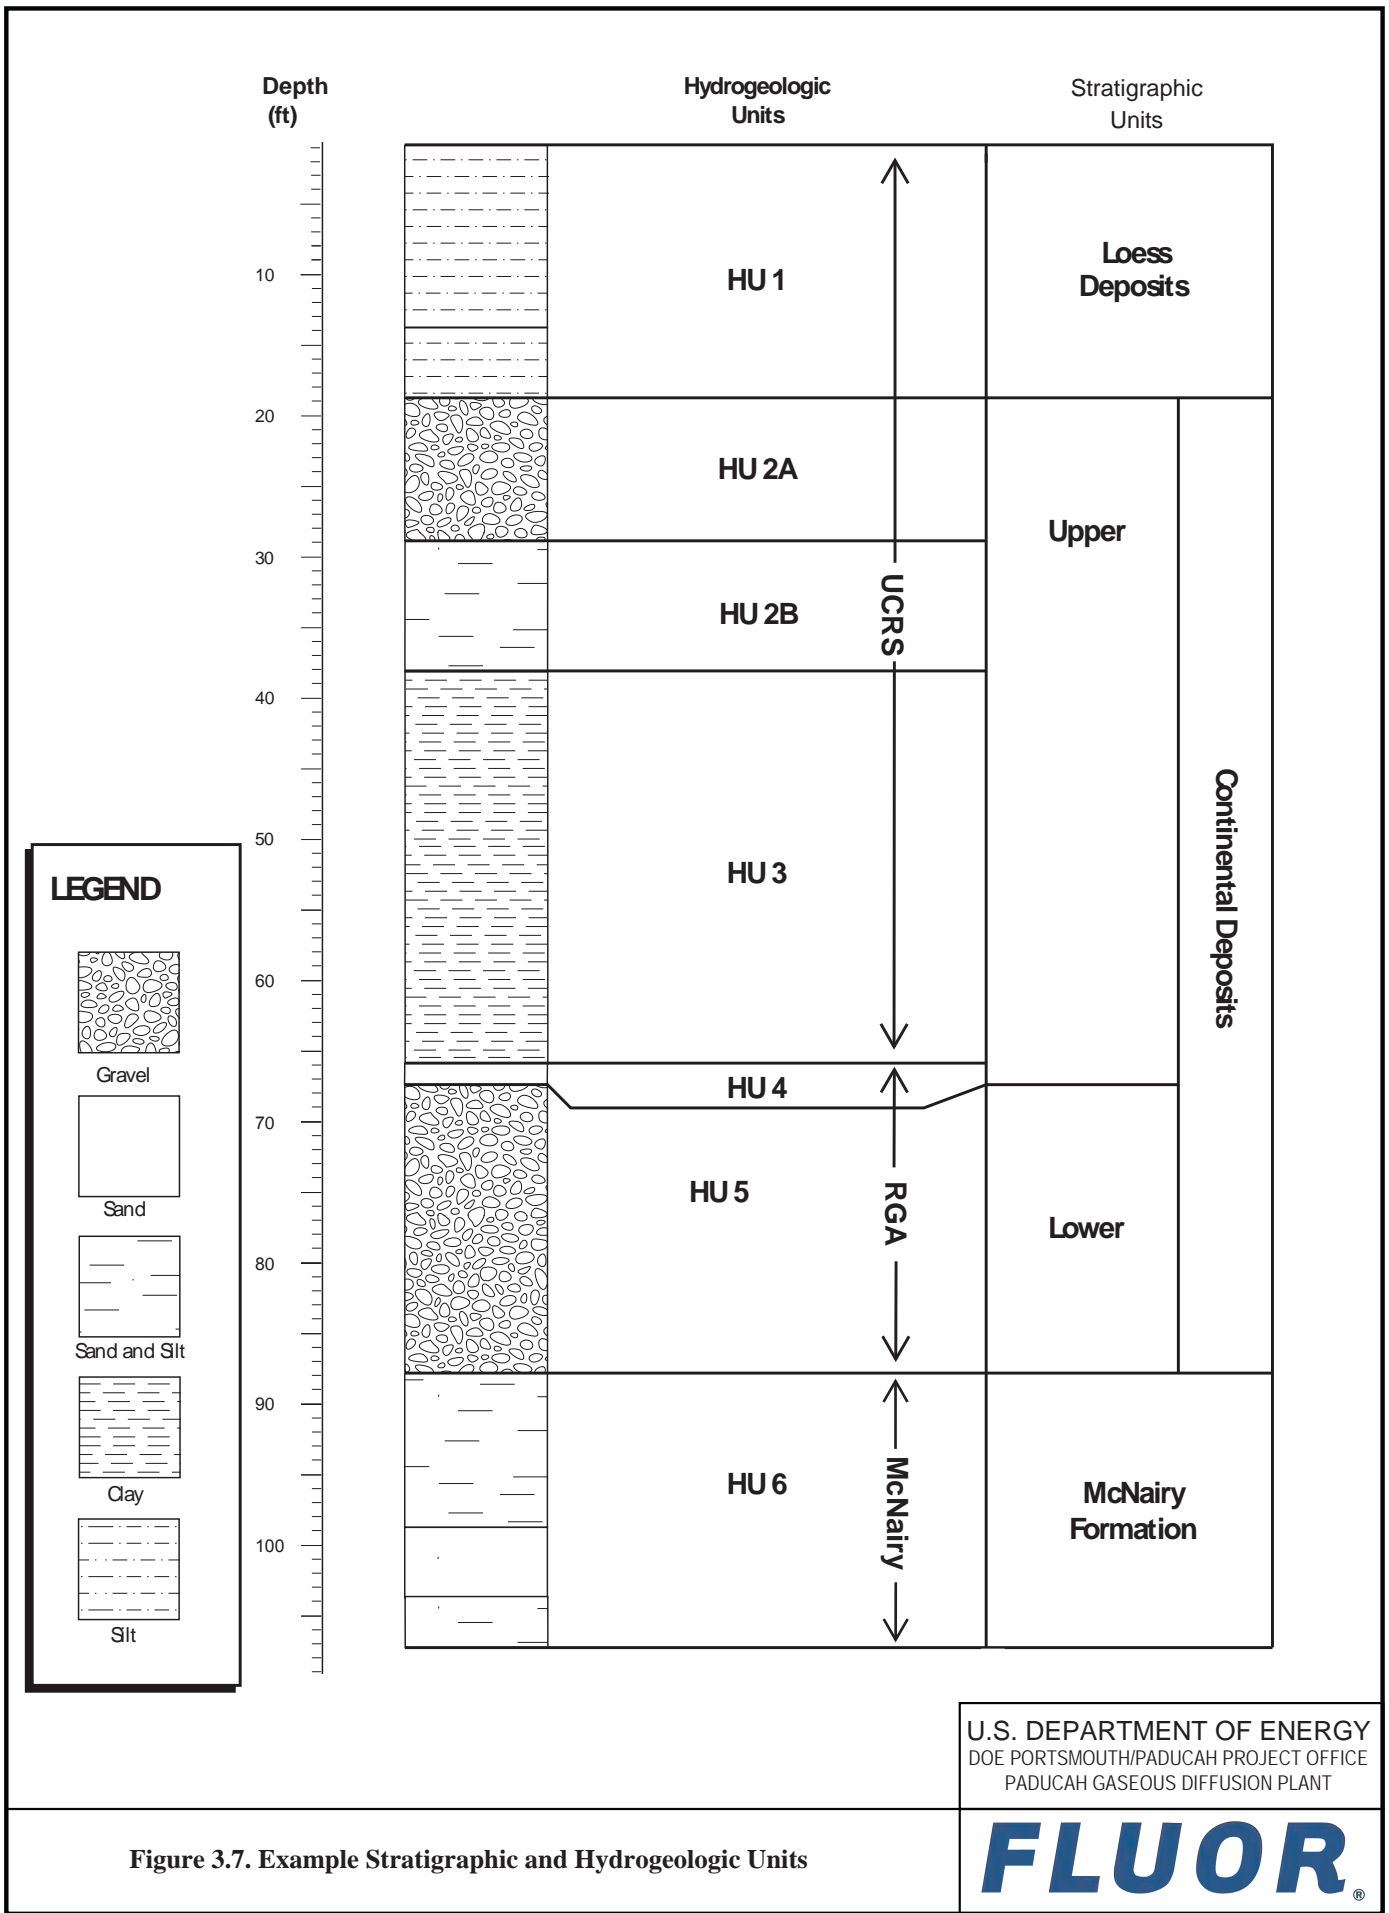 Depth
(ft)
Hydrogeologic
Units
Stratigraphic
Units
10
20
30
40
50
60
70
80
90
100
HU 1
HU 2A
HU 2B
HU 3
HU 4
HU 5
HU 6
UCRS
RGA
McNairy
Loess
Deposits
Upper
Lower
Continental Deposits
McNairy
Formation
LEGEND
Gravel
Sand
Sand and Silt
Clay
Silt
U.S. DEPARTMENT OF ENERGY
DOE PORTSMOUTH/PADUCAH PROJECT OFFICE
PADUCAH GASEOUS DIFFUSION PLANT
Figure 3.7. Example Stratigraphic and Hydrogeologic Units
FLUOR®